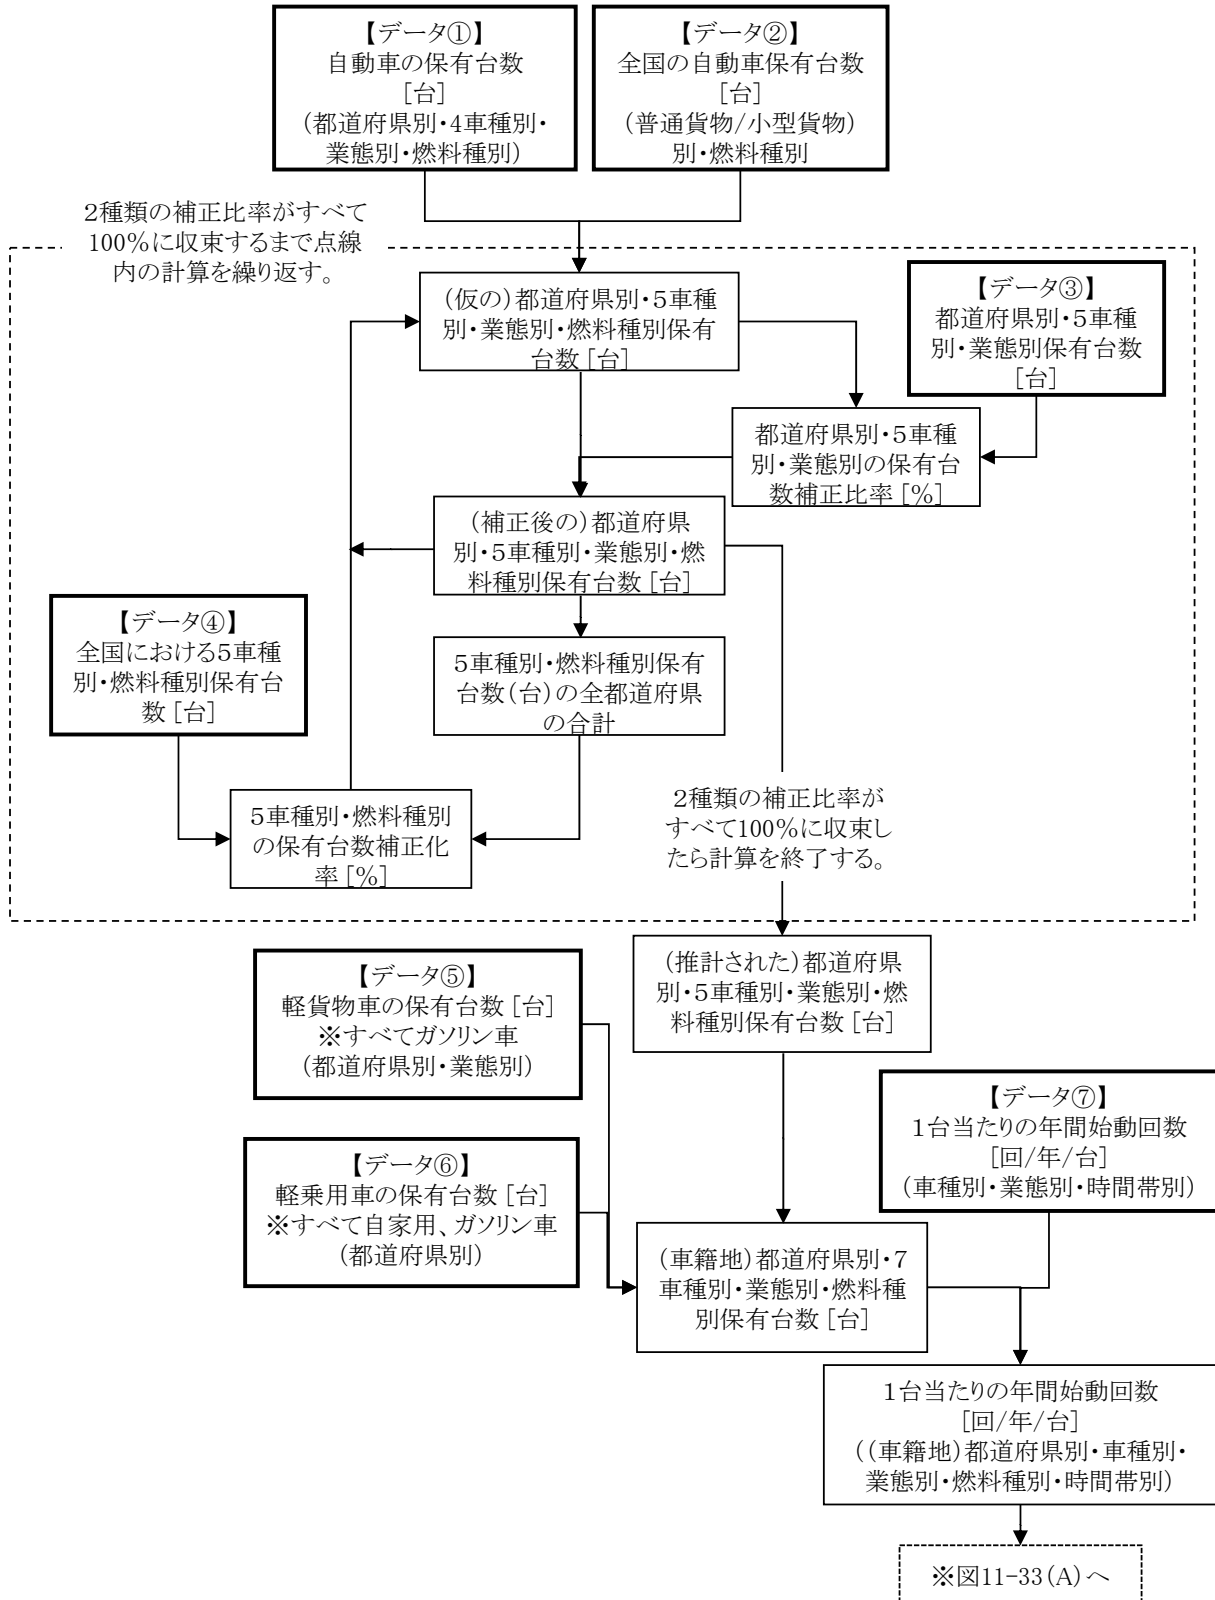 【データ①】
自動車の保有台数
[台]
(都道府県別・4車種別・
業態別・燃料種別)
【データ②】
全国の自動車保有台数
[台]
(普通貨物/小型貨物)
別・燃料種別
2種類の補正比率がすべて
100%に収束するまで点線
内の計算を繰り返す。
(仮の)都道府県別・5車種
別・業態別・燃料種別保有
台数[台]
【データ③】
都道府県別・5車種
別・業態別保有台数
[台]
都道府県別・5車種
別・業態別の保有台
数補正比率[%]
(補正後の)都道府県
別・5車種別・業態別・燃
料種別保有台数[台]
【データ④】
全国における5車種
別・燃料種別保有台
数[台]
5車種別・燃料種別保有
台数(台)の全都道府県
の合計
5車種別・燃料種別
の保有台数補正化
率[%]
2種類の補正比率が
すべて100%に収束し
たら計算を終了する。
(推計された)都道府県
別・5車種別・業態別・燃
料種別保有台数[台]
【データ⑤】
軽貨物車の保有台数[台]
※すべてガソリン車
(都道府県別・業態別)
【データ⑥】
軽乗用車の保有台数[台]
※すべて自家用、ガソリン車
(都道府県別)
【データ⑦】
1台当たりの年間始動回数
[回/年/台]
(車種別・業態別・時間帯別)
(車籍地)都道府県別・7
車種別・業態別・燃料種
別保有台数[台]
1台当たりの年間始動回数
[回/年/台]
((車籍地)都道府県別・車種別・
業態別・燃料種別・時間帯別)
※図11-33(A)へ